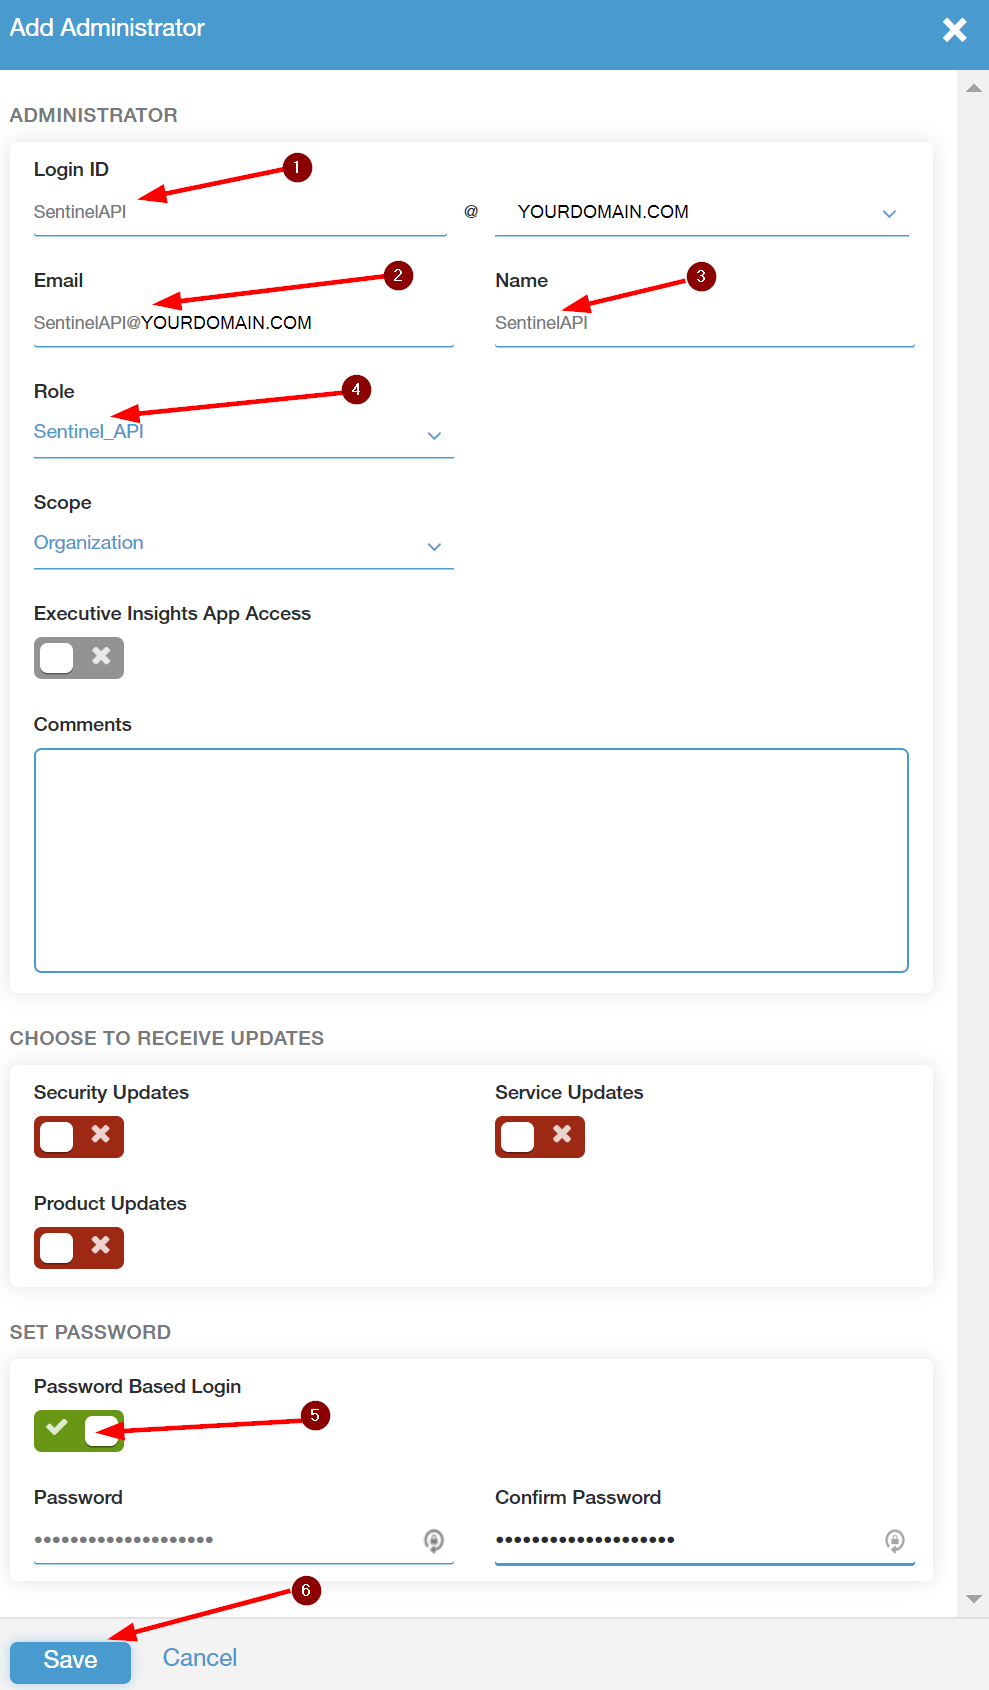 Add Administrator
ADMINISTRATOR
Login ID
1
SentinelAPI @ YOURDOMAIN.COM
Email
2
Name
3
SentinelAPI@YOURDOMAIN.COM
SentinelAPI
Role
4
Sentinel_API
Scope
Organization
Executive Insights App Access
Comments
CHOOSE TO RECEIVE UPDATES
Security Updates
Service Updates
Product Updates
SET PASSWORD
Password Based Login
5
Password
Confirm Password
••••••••••••••••••••
••••••••••••••••••••
6
Save
Cancel